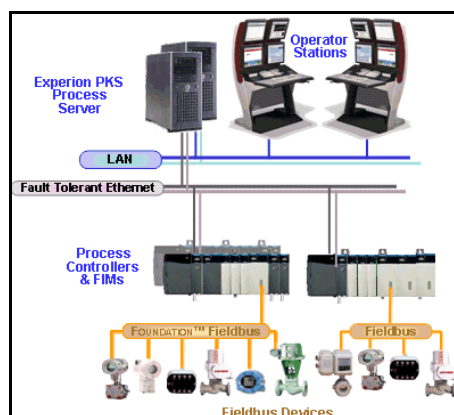 Operator
Stations
Experion PKS
Process
Server
LAN
Fault Tolerant Ethernet
Process
Controllers
& FIMs
FOUNDATION™ Fieldbus
Fieldbus
Fieldbus Devices